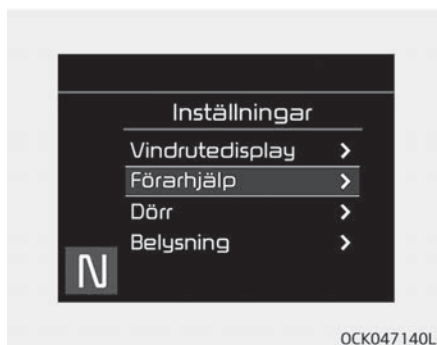 Inställningar
Vindrutedisplay >
Förarhjälp >
Dörr >
Belysning >
N
OCK047140L